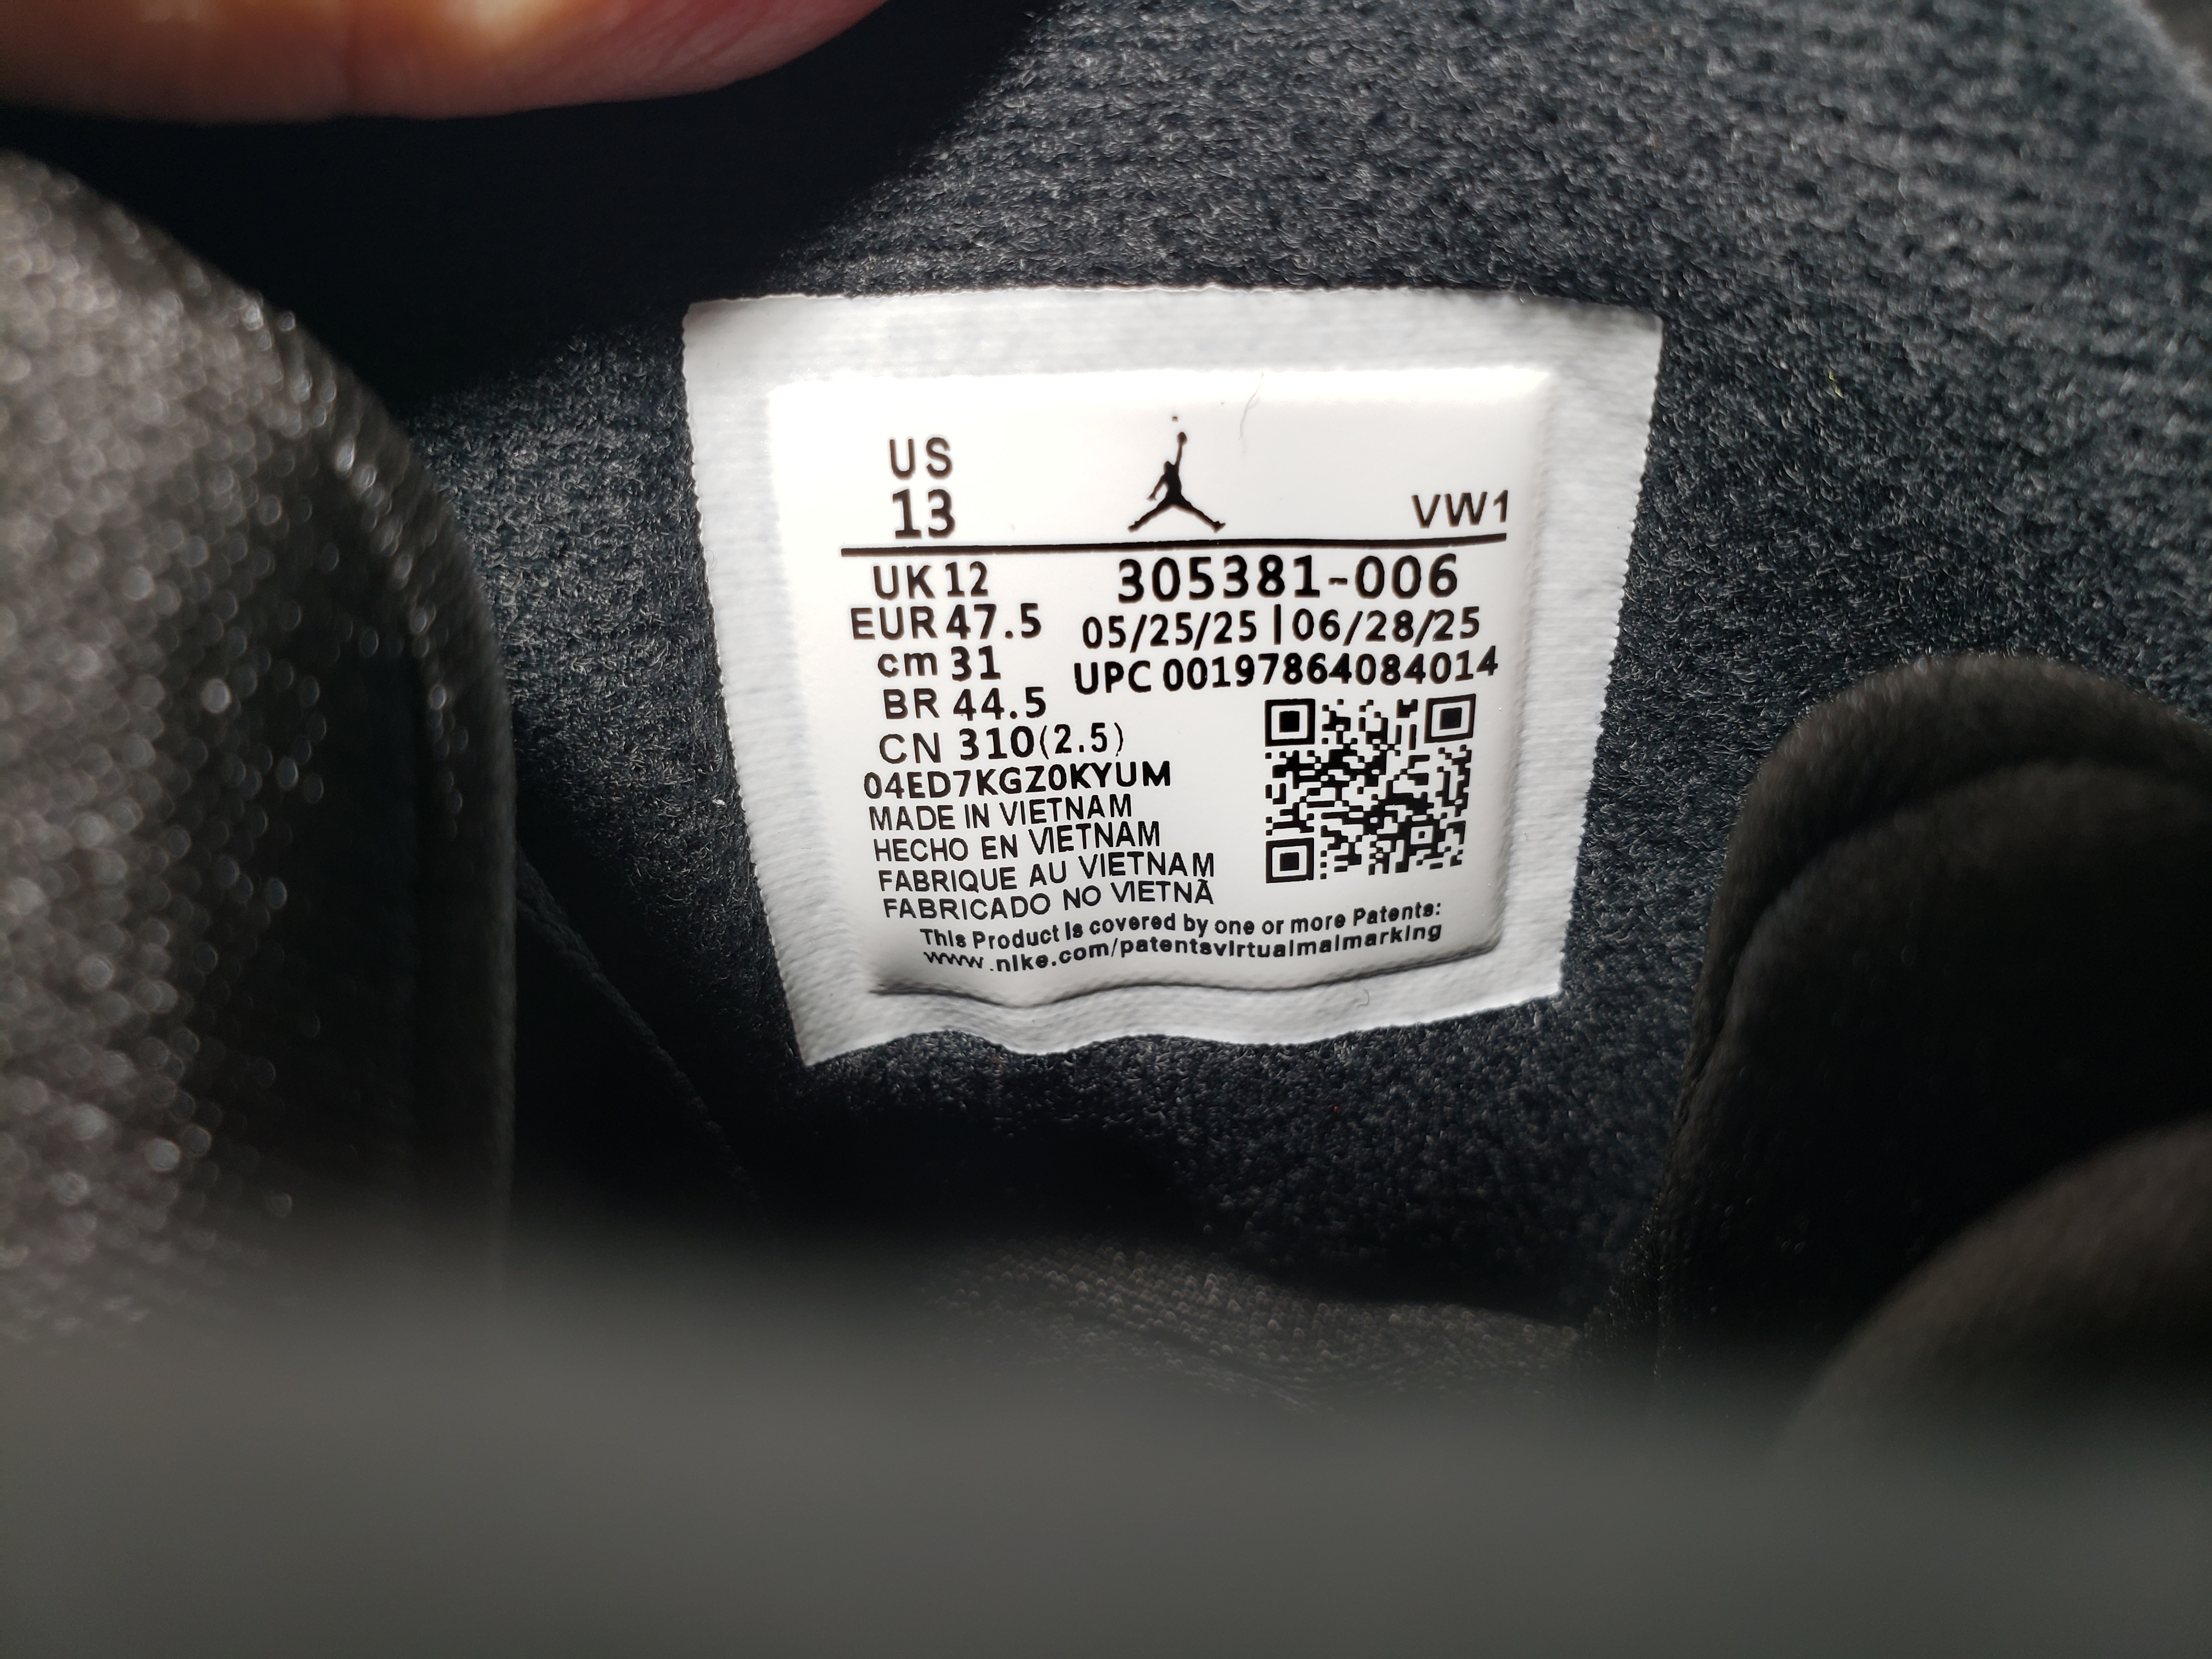 US
13
VW1
UK 12
305381-006
EUR 47.5
05/25/25 | 06/28/25
cm 31
UPC 00197864084014
BR 44.5
CN 310(2.5)
04ED7KGZ0KYUM
MADE IN VIETNAM
HECHO EN VIETNAM
FABRIQUE AU VIETNAM
FABRICADO NO VIETNÃ
This Product is covered by one or more Patents:
www.nike.com/patentsvirtualmalmarking